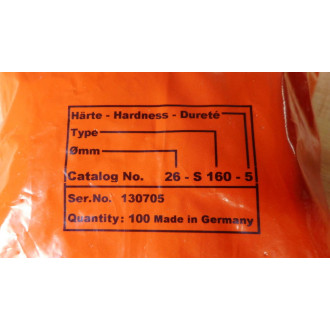 Härte - Hardness - Dureté
Type
Ømm
Catalog No. 26 - S 160 - 5
Ser.No. 130705
Quantity: 100 Made in Germany